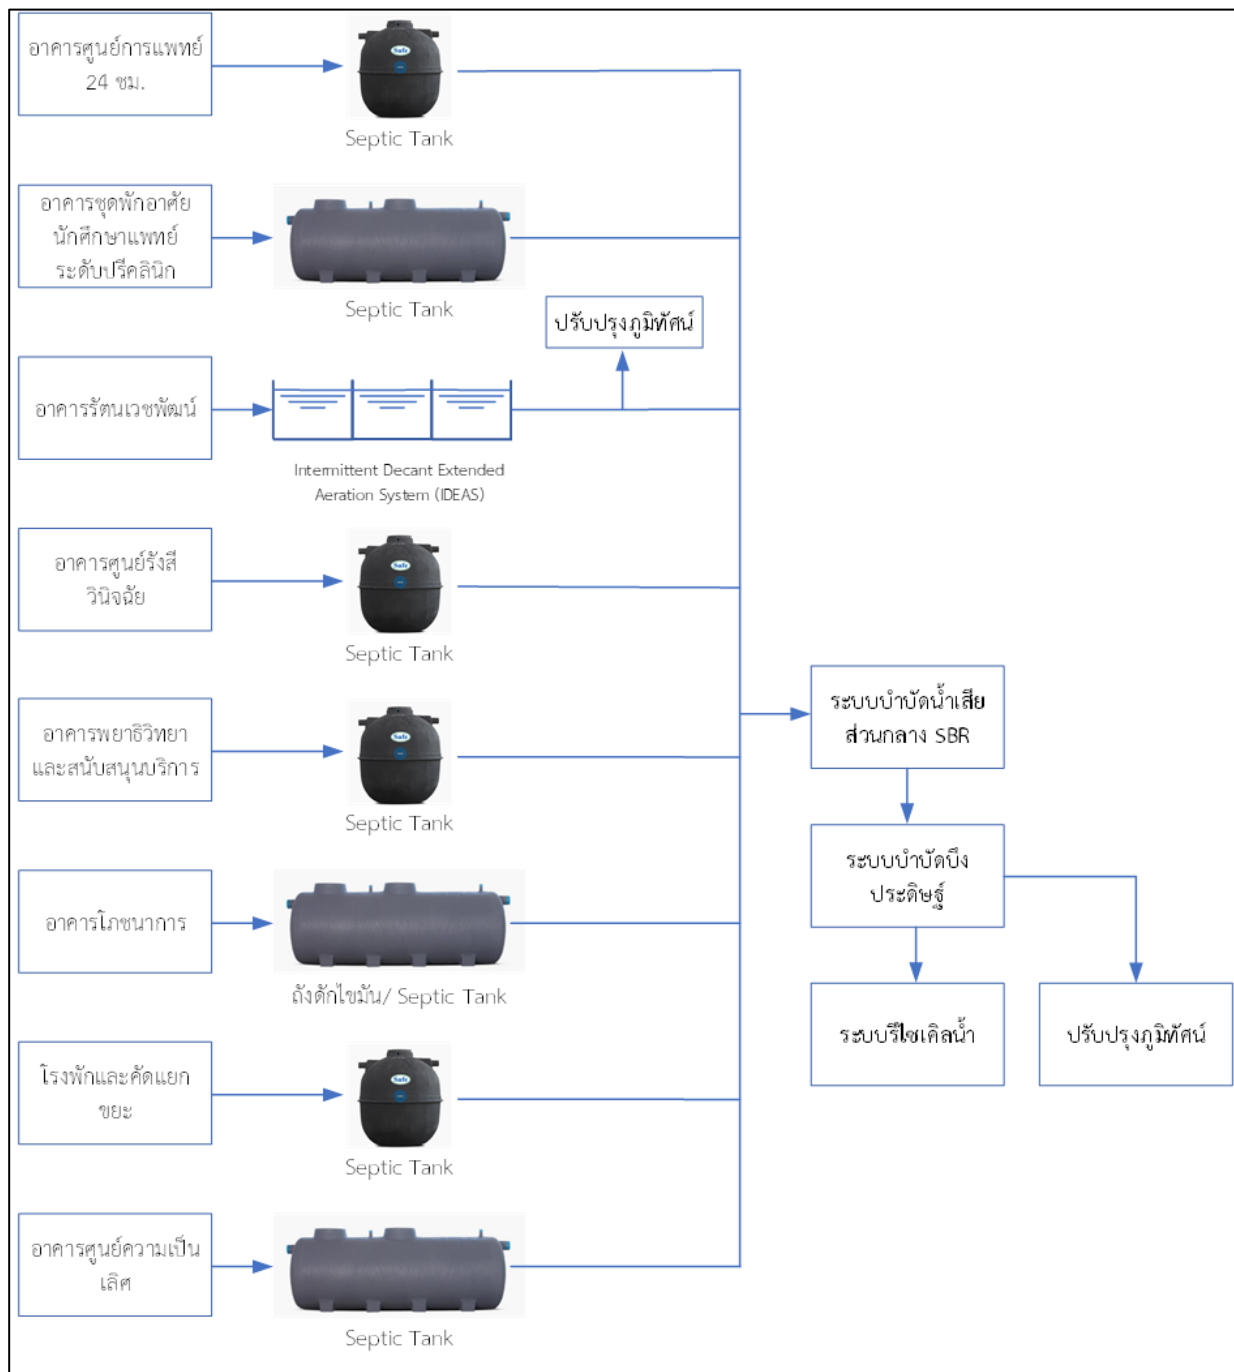 อาคารศูนย์การแพทย์
24 ชม.
Safe
Septic Tank
อาคารชุดพักอาศัย
นักศึกษาแพทย์
ระดับปรีคลินิก
Septic Tank
ปรับปรุงภูมิทัศน์
อาคารรัตนเวชพัฒน์
Intermittent Decant Extended
Aeration System (IDEAS)
อาคารศูนย์รังสี
วินิจฉัย
Safe
Septic Tank
อาคารพยาธิวิทยา
และสนับสนุนบริการ
Safe
Septic Tank
ระบบบำบัดน้ำเสีย
ส่วนกลาง SBR
ระบบบำบัดบึง
ประดิษฐ์
อาคารโภชนาการ
ถังดักไขมัน/ Septic Tank
ระบบรีไซเคิลน้ำ
ปรับปรุงภูมิทัศน์
โรงพักและคัดแยก
ขยะ
Safe
Septic Tank
อาคารศูนย์ความเป็น
เลิศ
Septic Tank